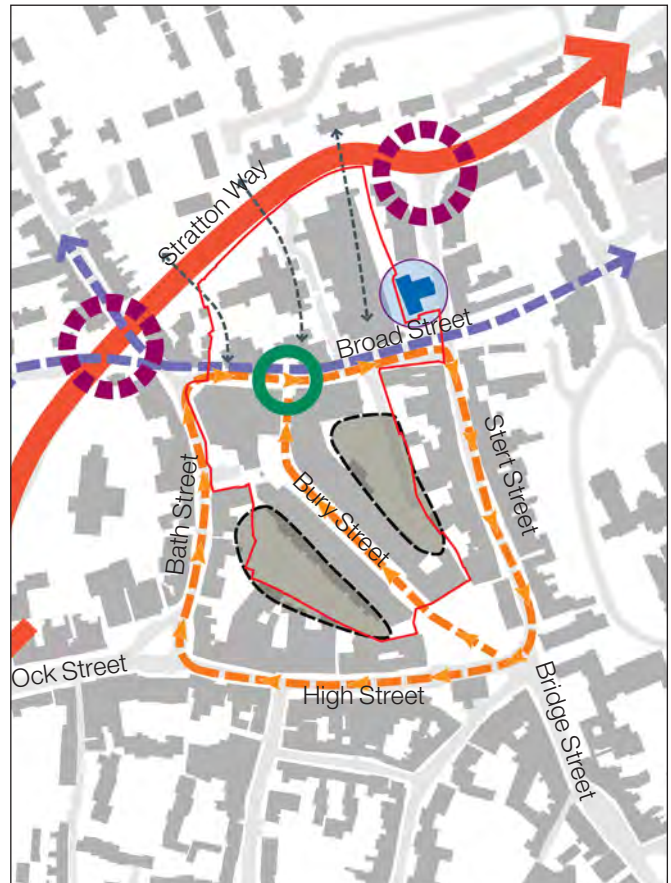 Stratton Way
Broad Street
Stert Street
Bury Street
Bath Street
Ock Street
High Street
Bridge Street